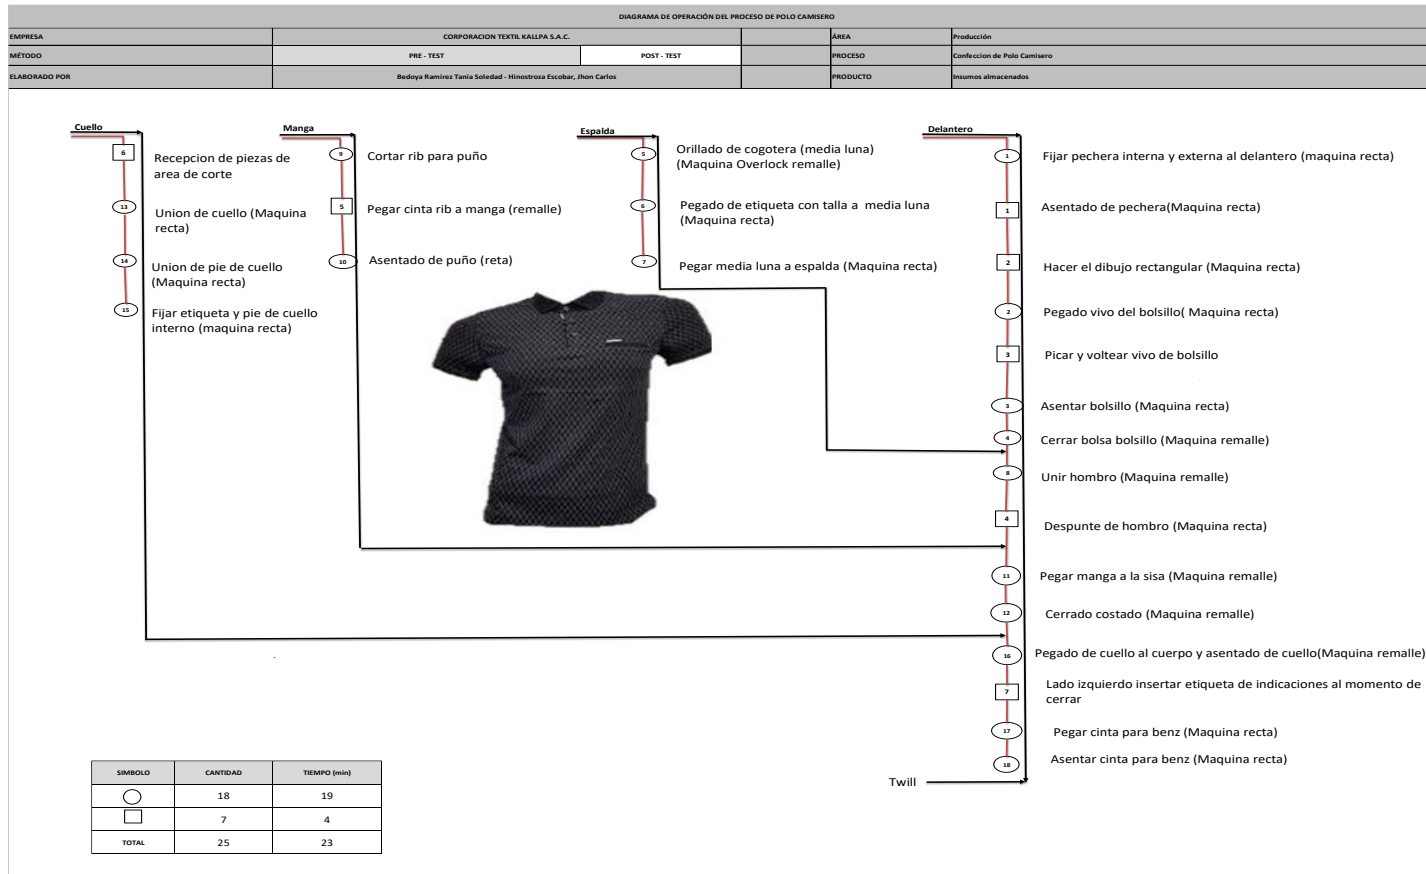 DIAGRAMA DE OPERACIÓN DEL PROCESO DE POLO CAMISERO
EMPRESA CORPORACION TEXTIL KALLPA S.A.C. ÁREA Producción
MÉTODO PRE - TEST POST - TEST PROCESO Confeccion de Polo Camisero
ELABORADO POR Bedoya Ramirez Tania Soledad - Hinostroza Escobar, Jhon Carlos PRODUCTO Insumos almacenados
Cuello
6 Recepcion de piezas de
area de corte
13 Union de cuello (Maquina
recta)
14 Union de pie de cuello
(Maquina recta)
15 Fijar etiqueta y pie de cuello
interno (maquina recta)
Manga
9 Cortar rib para puño
5 Pegar cinta rib a manga (remalle)
10 Asentado de puño (reta)
Espalda
5 Orillado de cogotera (media luna)
(Maquina Overlock remalle)
6 Pegado de etiqueta con talla a media luna
(Maquina recta)
7 Pegar media luna a espalda (Maquina recta)
Delantero
1 Fijar pechera interna y externa al delantero (maquina recta)
1 Asentado de pechera(Maquina recta)
2 Hacer el dibujo rectangular (Maquina recta)
2 Pegado vivo del bolsillo( Maquina recta)
3 Picar y voltear vivo de bolsillo
3 Asentar bolsillo (Maquina recta)
4 Cerrar bolsa bolsillo (Maquina remalle)
8 Unir hombro (Maquina remalle)
4 Despunte de hombro (Maquina recta)
11 Pegar manga a la sisa (Maquina remalle)
12 Cerrado costado (Maquina remalle)
16 Pegado de cuello al cuerpo y asentado de cuello(Maquina remalle)
7 Lado izquierdo insertar etiqueta de indicaciones al momento de
cerrar
17 Pegar cinta para benz (Maquina recta)
18 Asentar cinta para benz (Maquina recta)
Twill
SIMBOLO CANTIDAD TIEMPO (min)
18 19
7 4
TOTAL 25 23